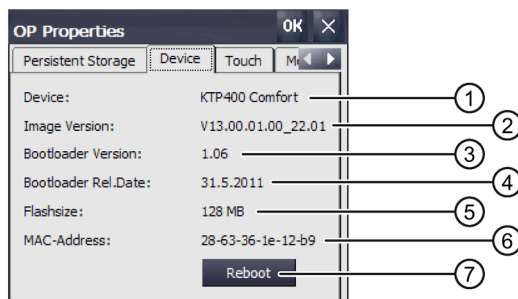 OP Properties OK ×
Persistent Storage Device Touch
Device: KTP400 Comfort 1
Image Version: V13.00.01.00_22.01 2
Bootloader Version: 1.06 3
Bootloader Rel.Date: 31.5.2011 4
Flashsize: 128 MB 5
MAC-Address: 28-63-36-1e-12-b9 6
Reboot 7